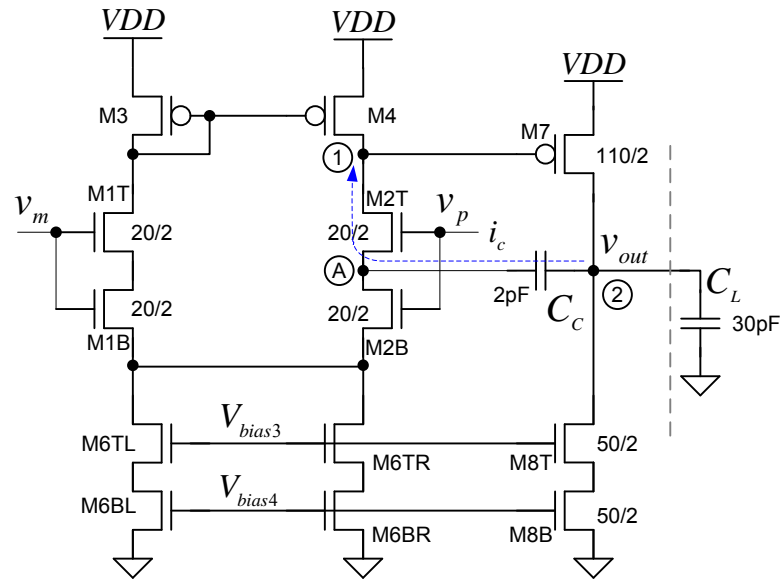 VDD
VDD
VDD
M3
M4
M7
1
110/2
M1T
M2T
v_m
v_p
i_c
20/2
20/2
v_out
A
2
C_L
2pF
C_C
20/2
20/2
30pF
M1B
M2B
V_bias3
M6TL
M6TR
M8T
50/2
V_bias4
M6BL
M6BR
M8B
50/2